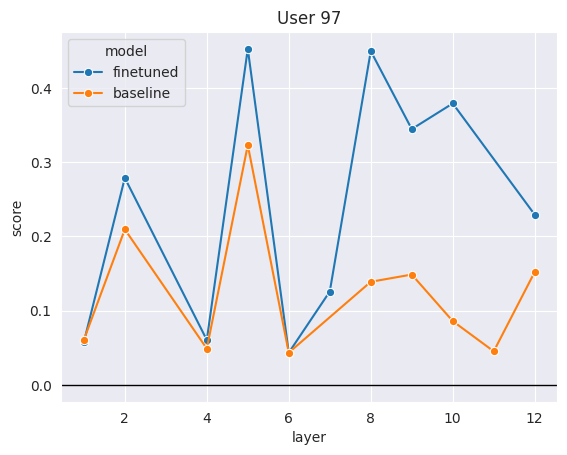 User 97
model
finetuned
baseline
score
0.4
0.3
0.2
0.1
0.0
2 4 6 8 10 12
layer